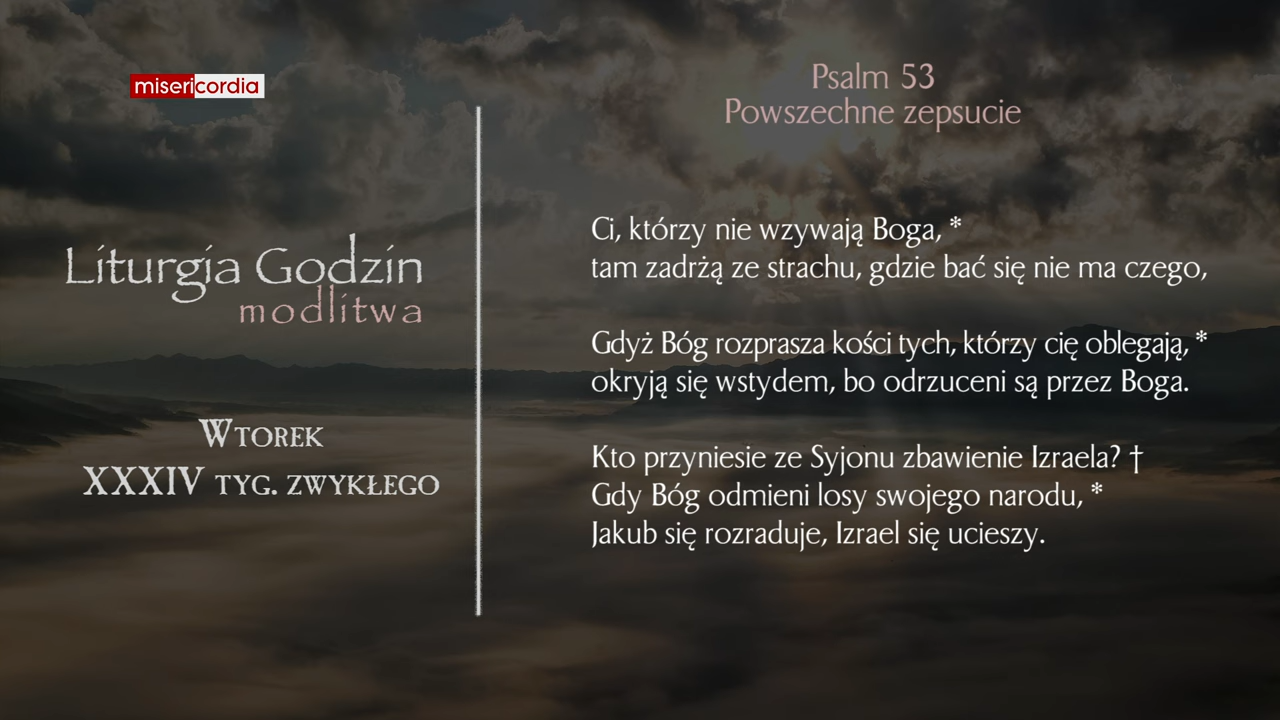 misericordia
Liturgia Godzin
modlitwa
Wtorek
XXXIV tyg. zwykłego
Psalm 53
Powszechne zepsucie
Ci, którzy nie wzywają Boga, *
tam zadrżą ze strachu, gdzie bać się nie ma czego,
Gdyż Bóg rozprasza kości tych, którzy cię oblegają, *
okryją się wstydem, bo odrzuceni są przez Boga.
Kto przyniesie ze Syjonu zbawienie Izraela? †
Gdy Bóg odmieni losy swojego narodu, *
Jakub się rozraduje, Izrael się ucieszy.